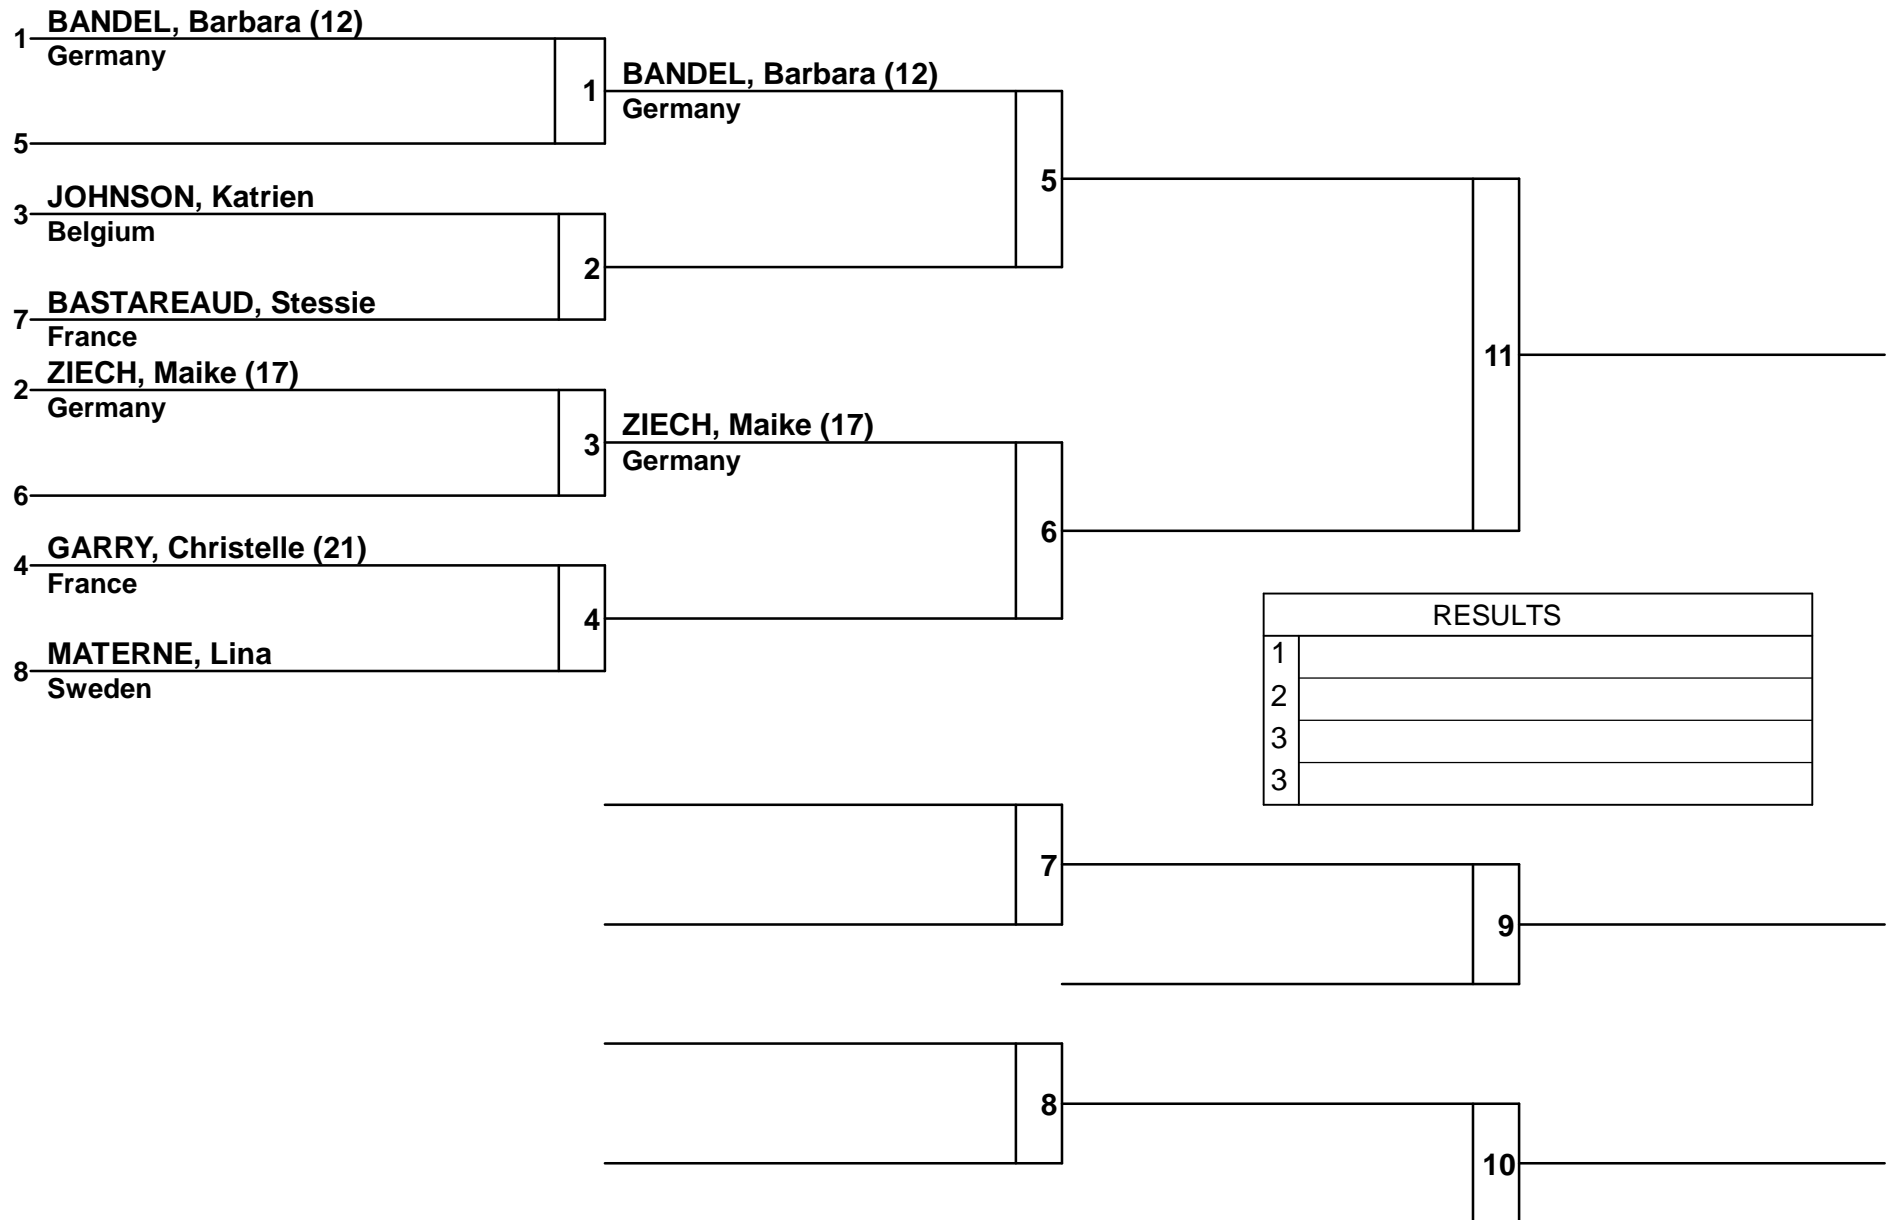 1 BANDEL, Barbara (12)
Germany
1
BANDEL, Barbara (12)
Germany
5
3 JOHNSON, Katrien
Belgium
2
5
7 BASTAREAUD, Stessie
France
2 ZIECH, Maike (17)
Germany
3
ZIECH, Maike (17)
Germany
11
6
4 GARRY, Christelle (21)
France
4
6
8 MATERNE, Lina
Sweden
RESULTS
1
2
3
3
7
9
8
10